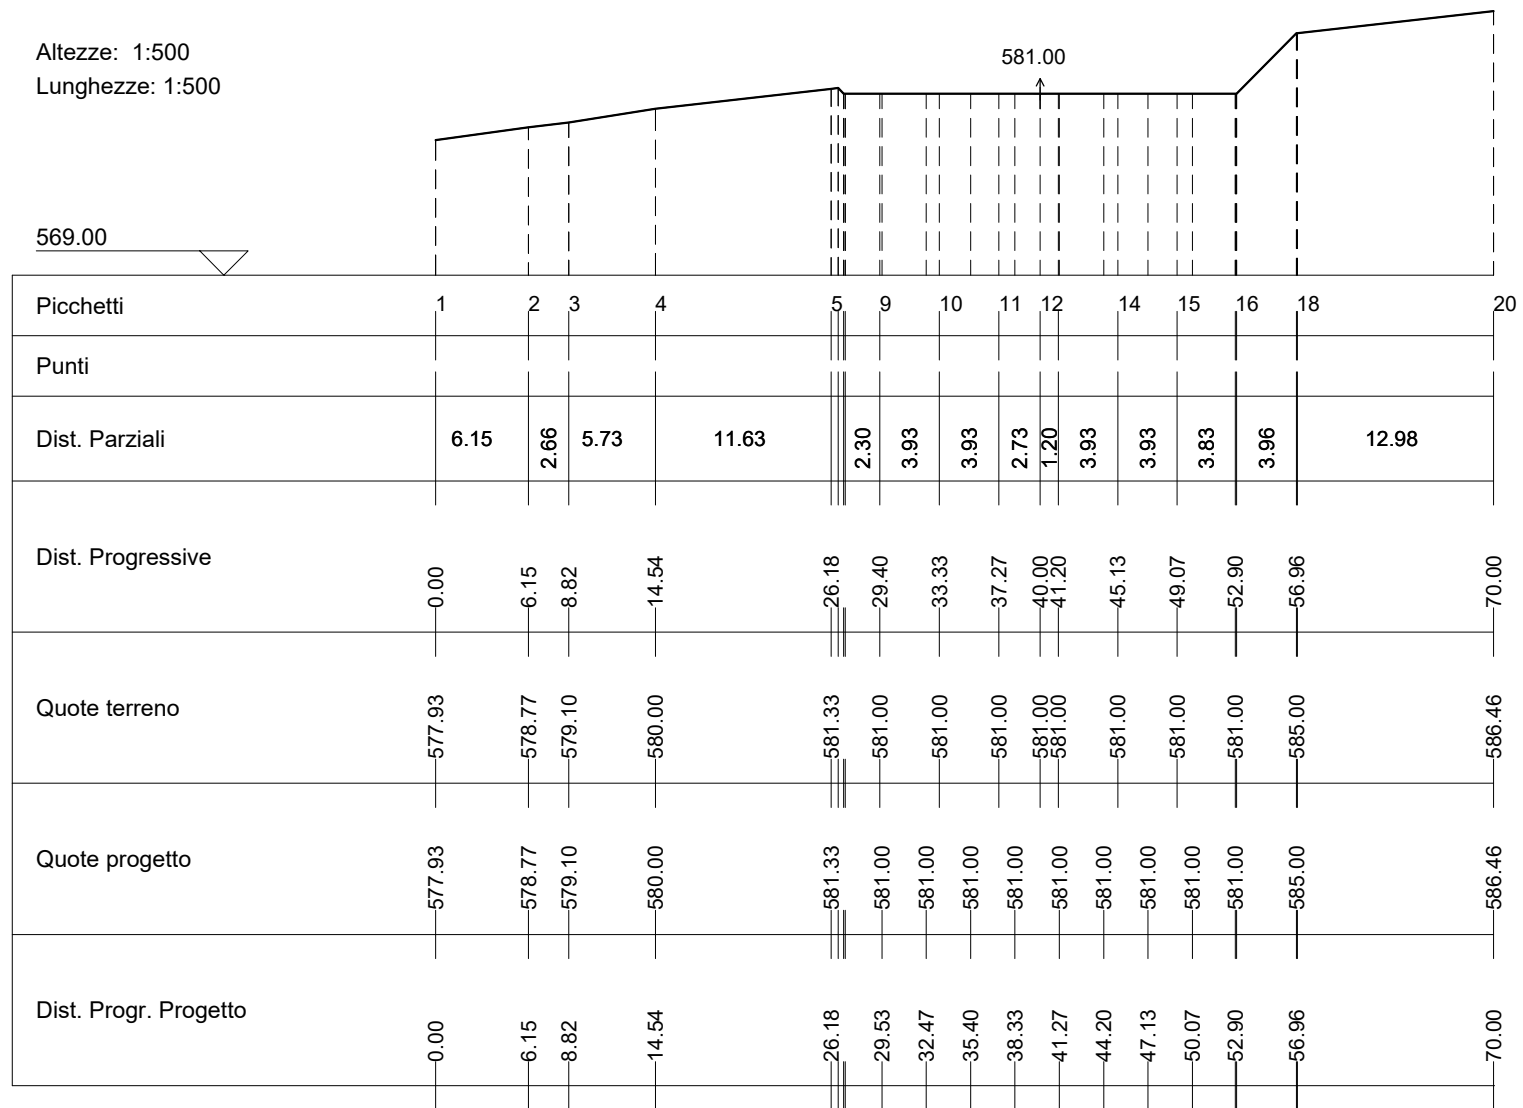 Altezze: 1:500
Lunghezze: 1:500
581.00
569.00
Picchetti 1 2 3 4 5 9 10 11 12 14 15 16 18 20
Punti
Dist. Parziali 6.15 2.66 5.73 11.63 2.30 3.93 3.93 2.73 1.20 3.93 3.93 3.83 3.96 12.98
Dist. Progressive 0.00 6.15 8.82 14.54 26.18 29.40 33.33 37.27 40.00 41.20 45.13 49.07 52.90 56.96 70.00
Quote terreno 577.93 578.77 579.10 580.00 581.33 581.00 581.00 581.00 581.00 581.00 581.00 581.00 581.00 585.00 586.46
Quote progetto 577.93 578.77 579.10 580.00 581.33 581.00 581.00 581.00 581.00 581.00 581.00 581.00 581.00 581.00 585.00 586.46
Dist. Progr. Progetto 0.00 6.15 8.82 14.54 26.18 29.53 32.47 35.40 38.33 41.27 44.20 47.13 50.07 52.90 56.96 70.00